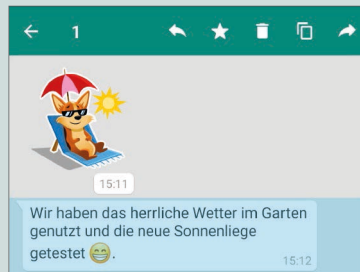 1
15:11
Wir haben das herrliche Wetter im Garten
genutzt und die neue Sonnenliege
getestet 😁.
15:12